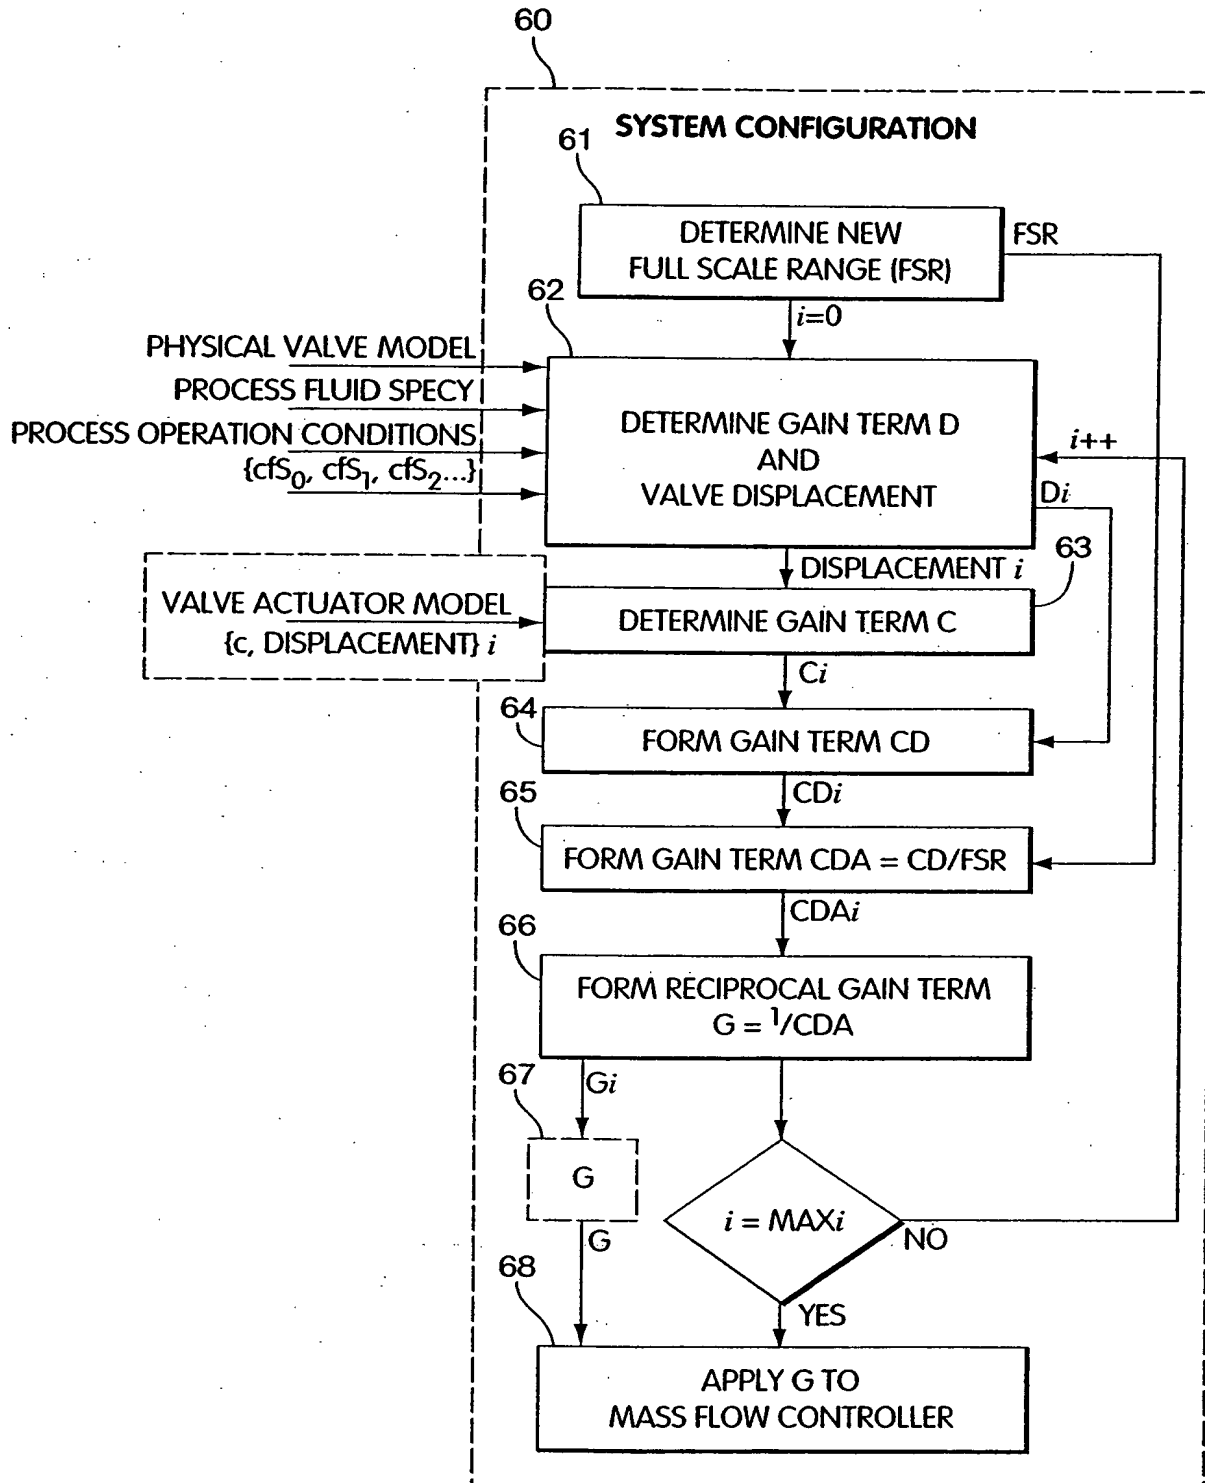 60
SYSTEM CONFIGURATION
61
DETERMINE NEW
FULL SCALE RANGE (FSR)
FSR
i=0
62
PHYSICAL VALVE MODEL
PROCESS FLUID SPECY
PROCESS OPERATION CONDITIONS
{cfS0, cfS1, cfS2...}
DETERMINE GAIN TERM D
AND
VALVE DISPLACEMENT
i++
Di
DISPLACEMENT i
63
VALVE ACTUATOR MODEL
{c, DISPLACEMENT} i
DETERMINE GAIN TERM C
Ci
64
FORM GAIN TERM CD
CDi
65
FORM GAIN TERM CDA = CD/FSR
CDAi
66
FORM RECIPROCAL GAIN TERM
G = 1/CDA
Gi
67
G
G
i = MAXi
NO
YES
68
APPLY G TO
MASS FLOW CONTROLLER